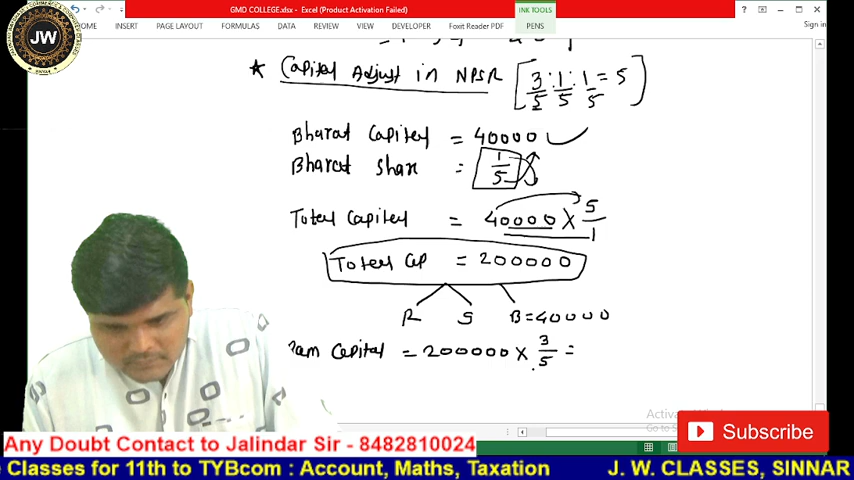 GMD COLLEGE.xlsx - Excel (Product Activation Failed)
INK TOOLS
Sign in
HOME INSERT PAGE LAYOUT FORMULAS DATA REVIEW VIEW DEVELOPER Foxit Reader PDF PENS
JW
★ Capital Adjust in NPSR [3/5 : 1/5 : 1/5 = 5]
Bharat Capital = 40000 ✓
Bharat Share = 1/5
Total Capital = 40000 × 5/1
Total Cap = 200000
R S B=40000
Ram Capital = 200000 × 3/5 =
Subscribe
Any Doubt Contact to Jalindar Sir - 8482810024
Classes for 11th to TYBcom : Account, Maths, Taxation J. W. CLASSES, SINNAR